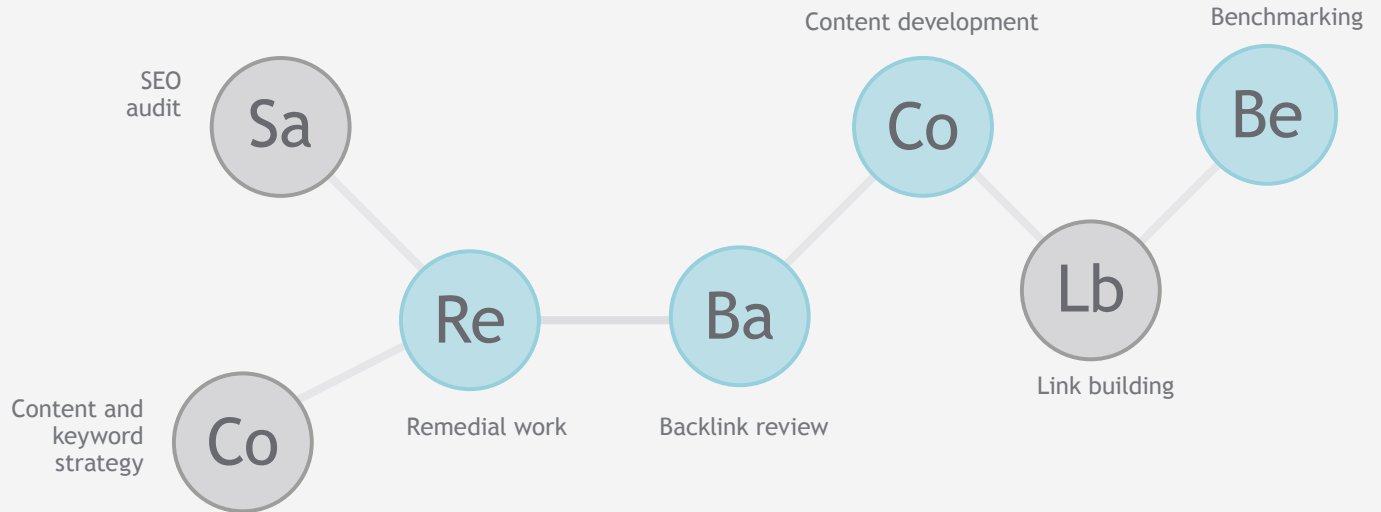 Content development
Benchmarking
SEO
audit
Sa
Co
Be
Re
Ba
Lb
Link building
Content and
keyword
strategy
Co
Remedial work
Backlink review